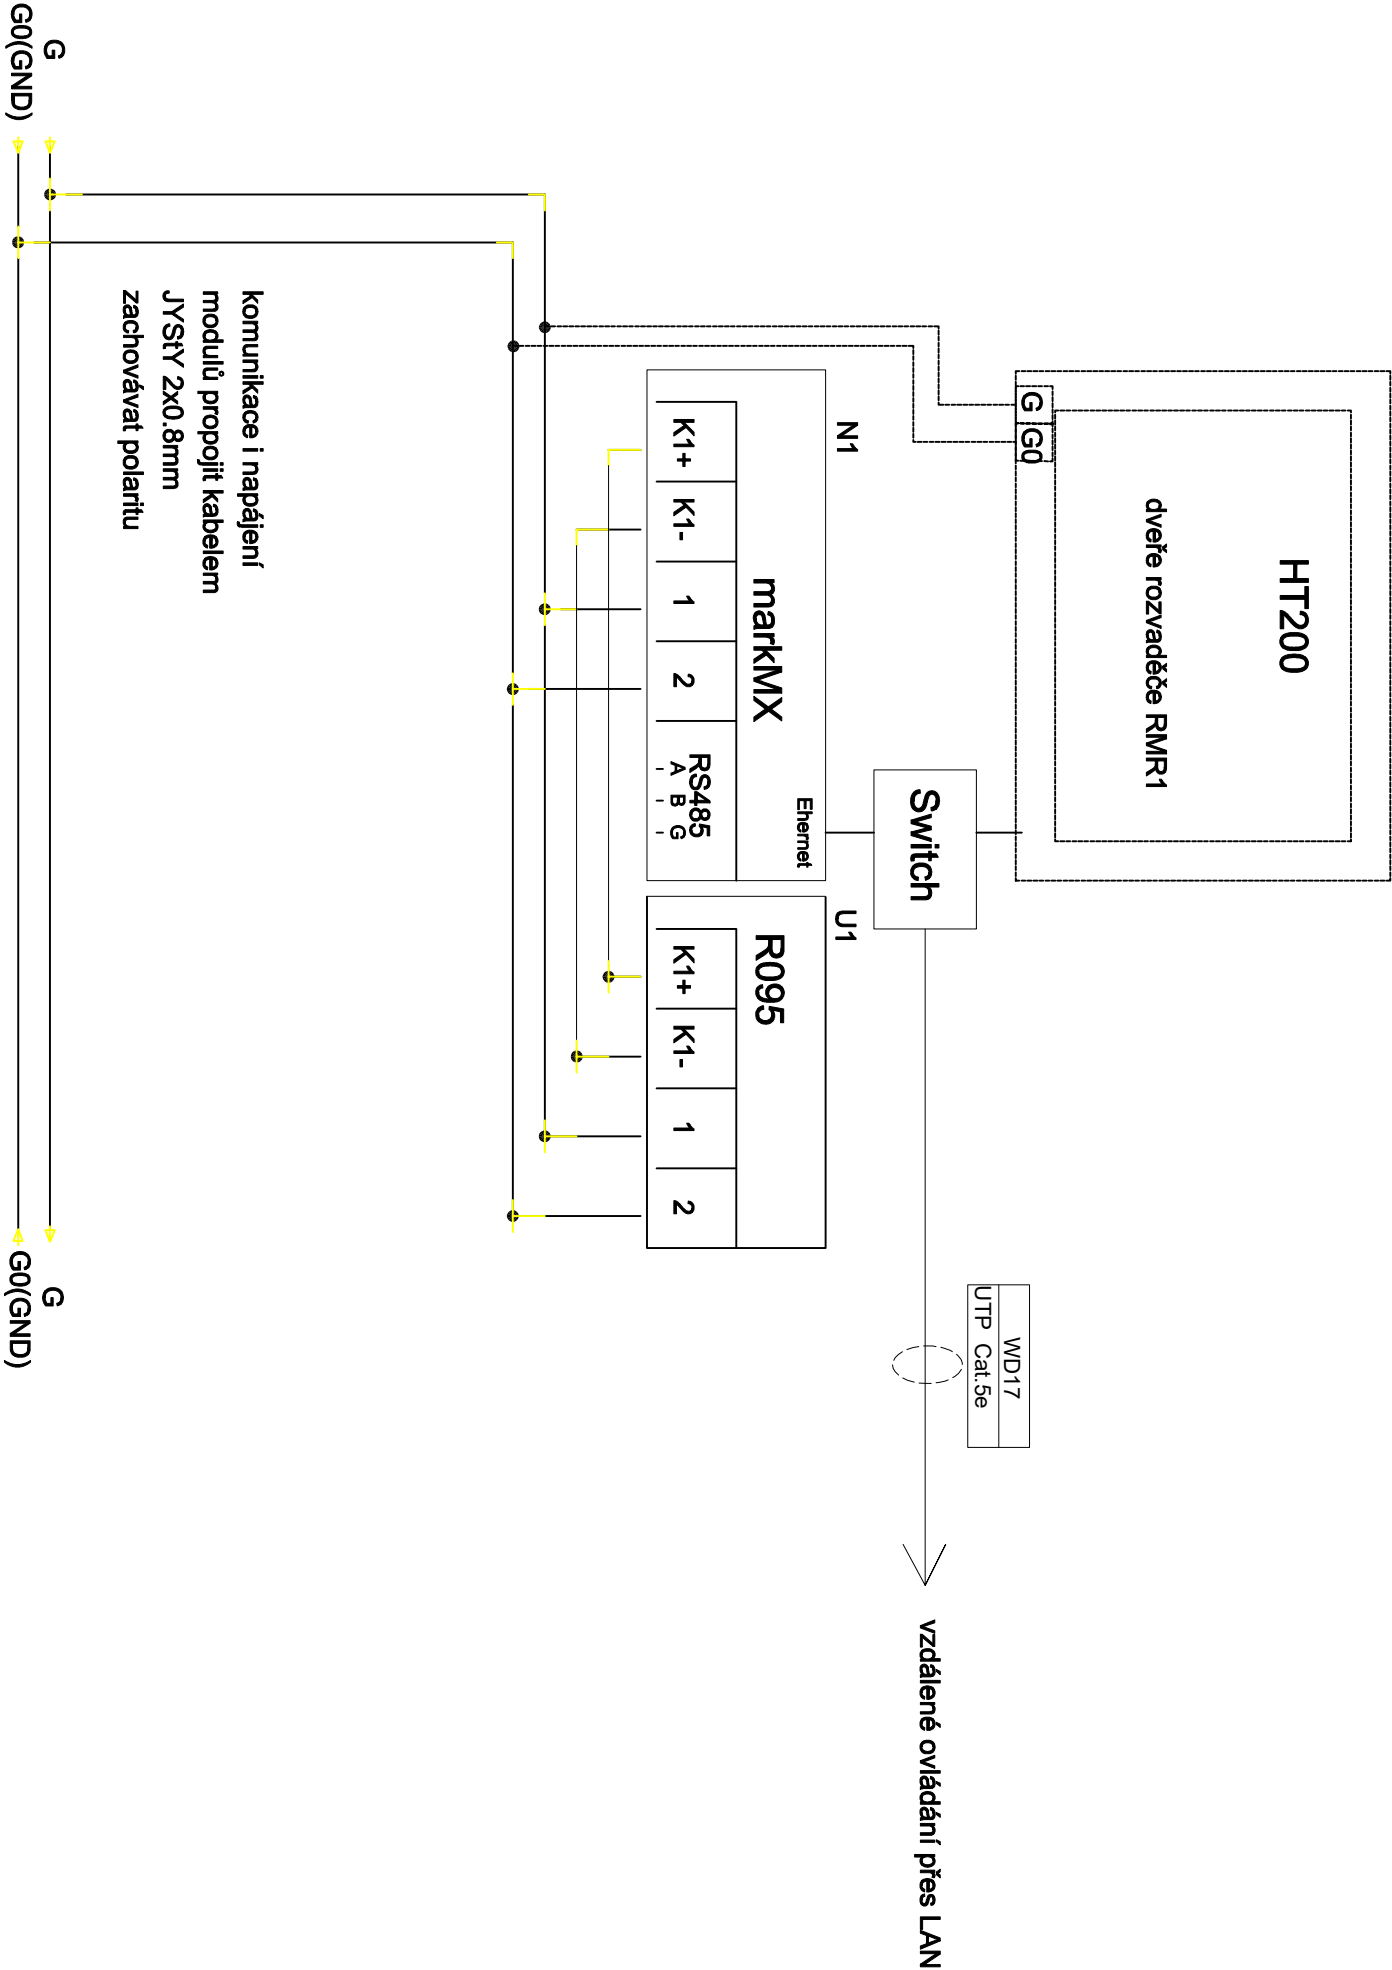 HT200
dveře rozvaděče RMR1
G
G0
WD17
UTP Cat.5e
Switch
vzdálené ovládání přes LAN
N1
U1
Ehernet
markMX
R095
K1+
K1-
1
2
RS485
A B G
K1+
K1-
1
2
komunikace i napájení
modulů propojit kabelem
JYStY 2x0.8mm
zachovávat polaritu
G
G
G0(GND)
G0(GND)